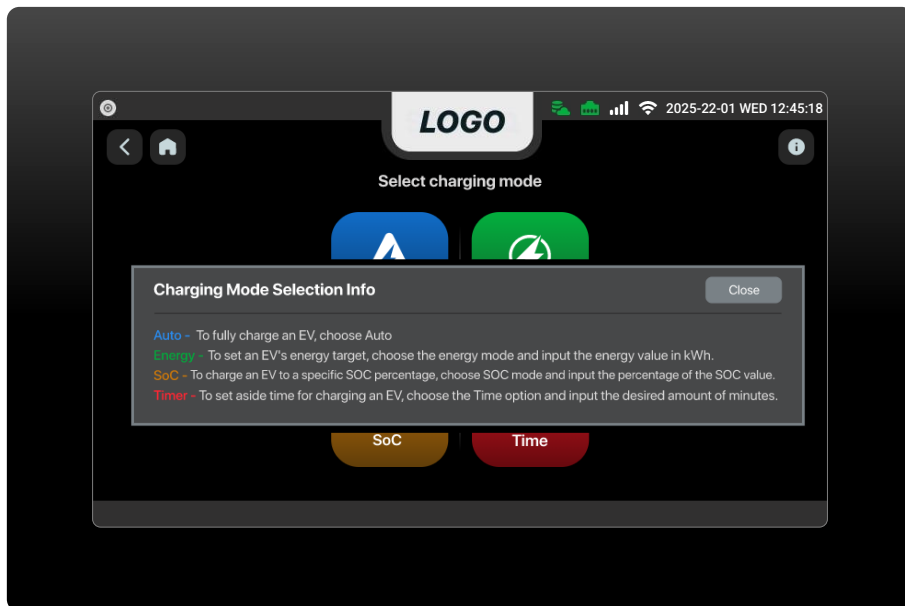 LOGO
2025-22-01 WED 12:45:18
Select charging mode
Charging Mode Selection Info
Close
Auto - To fully charge an EV, choose Auto
Energy - To set an EV's energy target, choose the energy mode and input the energy value in kWh.
SoC - To charge an EV to a specific SOC percentage, choose SOC mode and input the percentage of the SOC value.
Timer - To set aside time for charging an EV, choose the Time option and input the desired amount of minutes.
SoC
Time